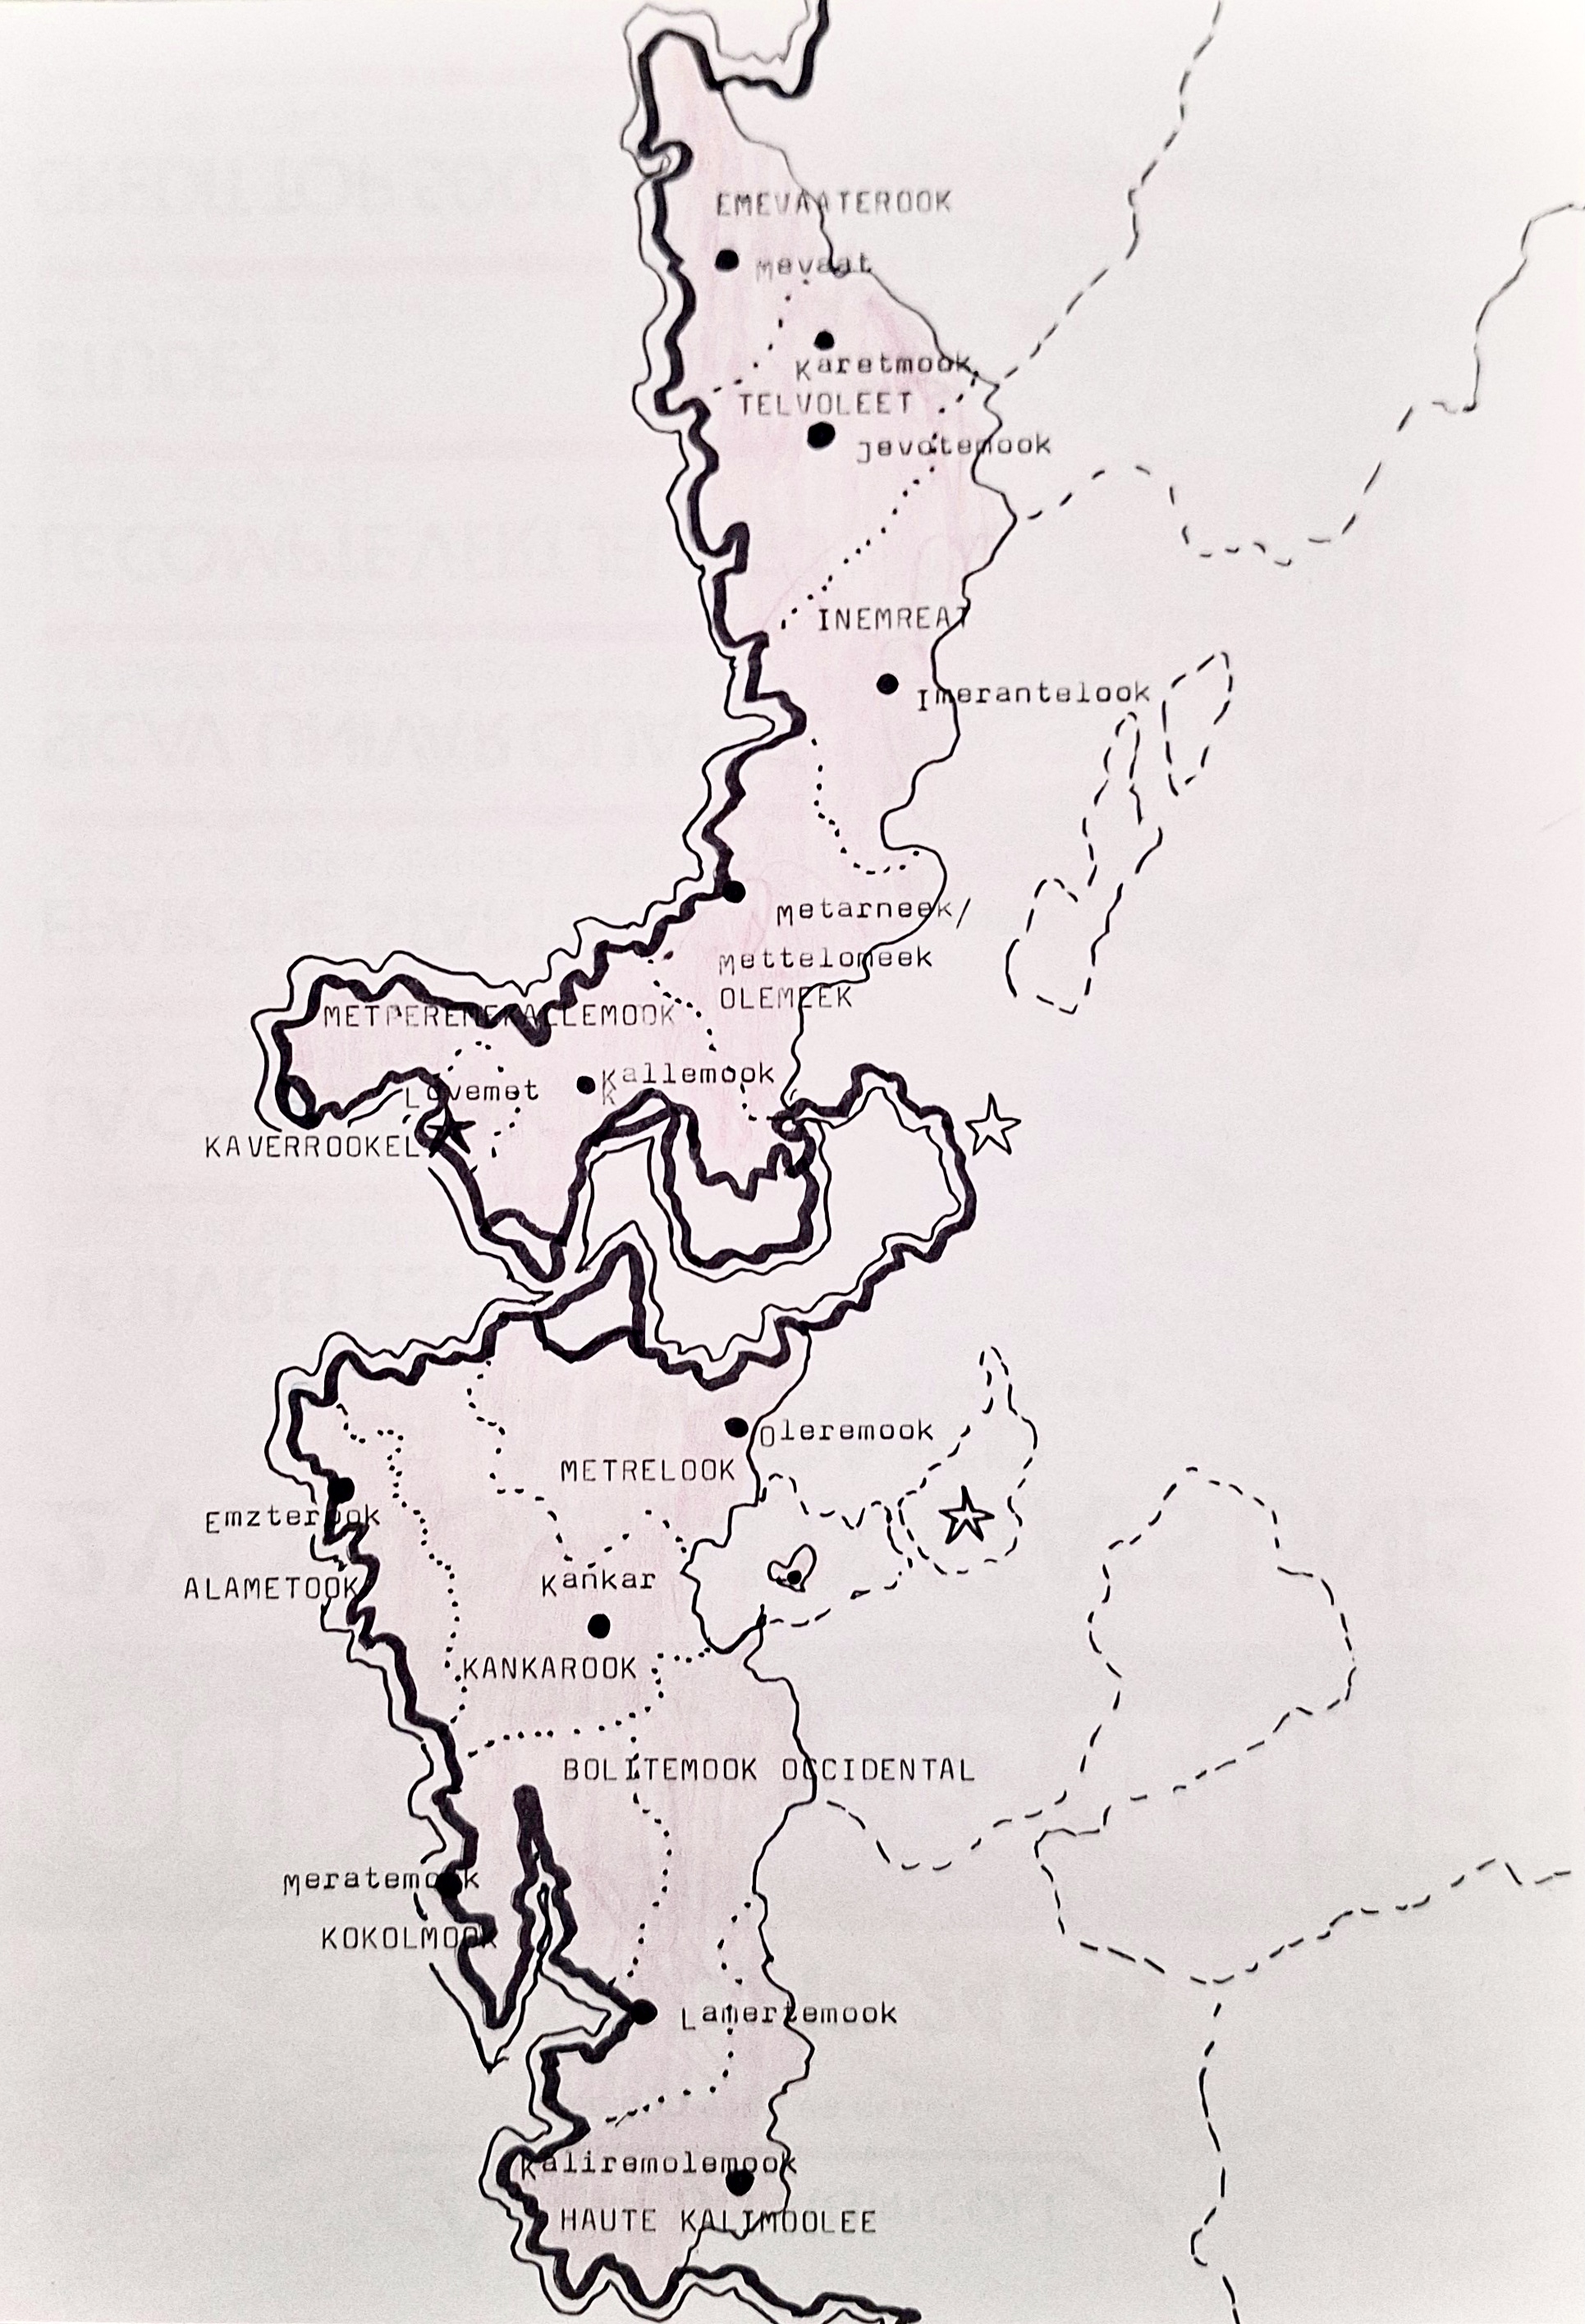 EMEVAATEROOK
Mevaat
Karetmook
TELVOLEET
jevotemook
INEMREAT
Imerantelook
Metarneek/
Mettelomeek
OLEMEEK
METPEREMEKALLEMOOK
Kallemook
K
Lovemet
KAVERROOKEL
Oleremook
METRELOOK
Emzterook
Kankar
ALAMETOOK
KANKAROOK
BOLITEMOOK OCCIDENTAL
Meratemook
KOKOLMOOK
Lamertemook
Kaliremolemook
HAUTE KALIMOOLEE